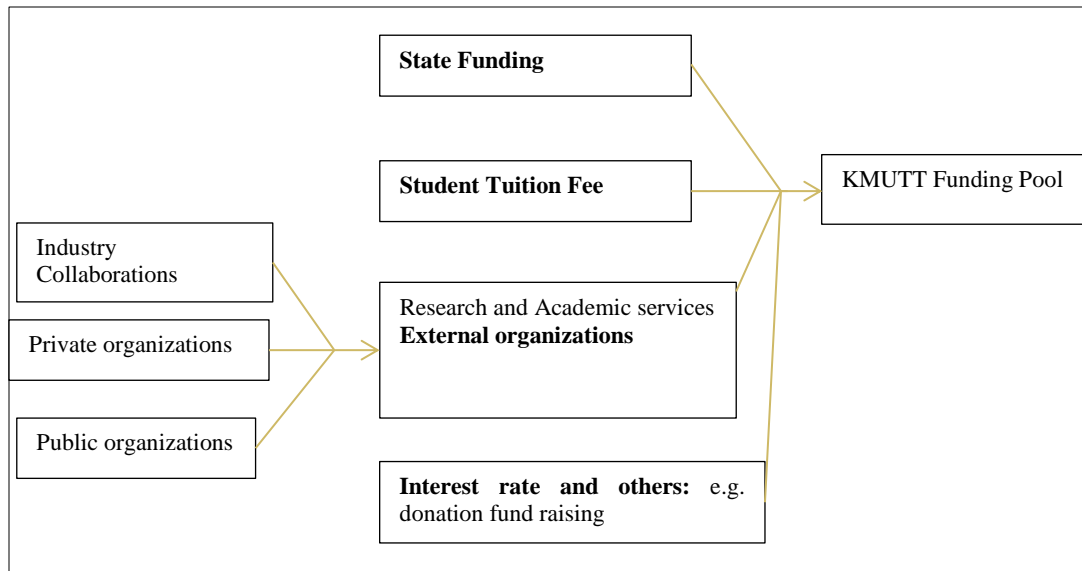 State Funding
Student Tuition Fee
KMUTT Funding Pool
Industry
Collaborations
Private organizations
Public organizations
Research and Academic services
External organizations
Interest rate and others: e.g.
donation fund raising